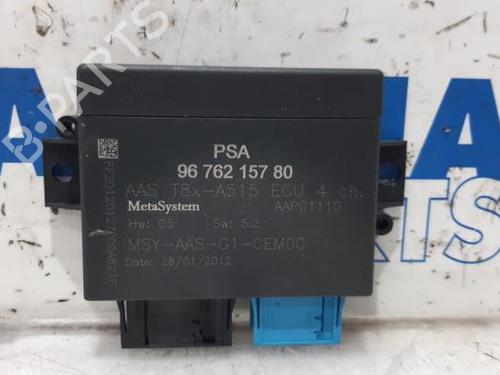 PSA
96 762 157 80
AAS T8x-A515 ECU 4 ch.
MetaSystem AAP01110
Hw: 05 Sw: 5.2
MSY-AAS-G1-CEM00
Date: 28/01/2012
B-PARTS